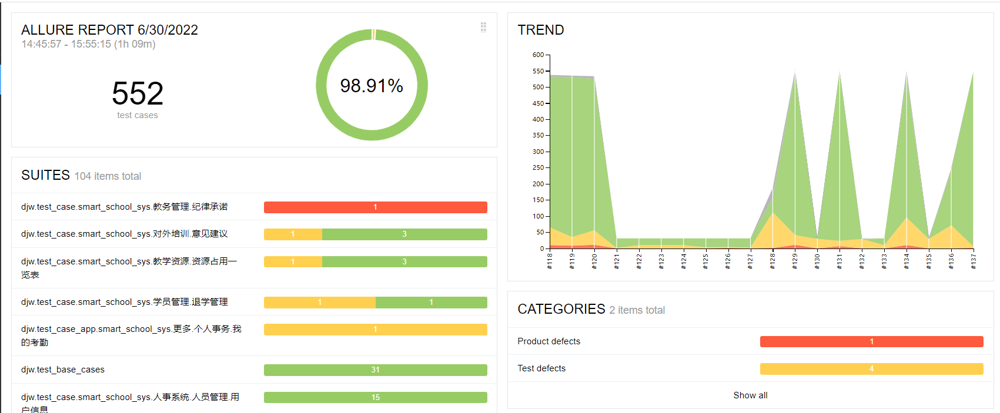 ALLURE REPORT 6/30/2022
14:45:57 - 15:55:15 (1h 09m)
552
test cases
98.91%
SUITES 104 items total
djw.test_case.smart_school_sys.教务管理.纪律承诺
1
djw.test_case.smart_school_sys.对外培训.意见建议
1 3
djw.test_case.smart_school_sys.教学资源.资源占用一
览表
1 3
djw.test_case.smart_school_sys.学员管理.退学管理
1 1
djw.test_case_app.smart_school_sys.更多.个人事务.我
的考勤
1
djw.test_base_cases
31
djw.test_case.smart_school_sys.人事系统.人员管理.用
户信息
15
TREND
600
550
500
450
400
350
300
250
200
150
100
50
0
#118 #119 #120 #121 #122 #123 #124 #125 #126 #127 #128 #129 #130 #131 #132 #133 #134 #135 #136 #137
CATEGORIES 2 items total
Product defects
1
Test defects
4
Show all